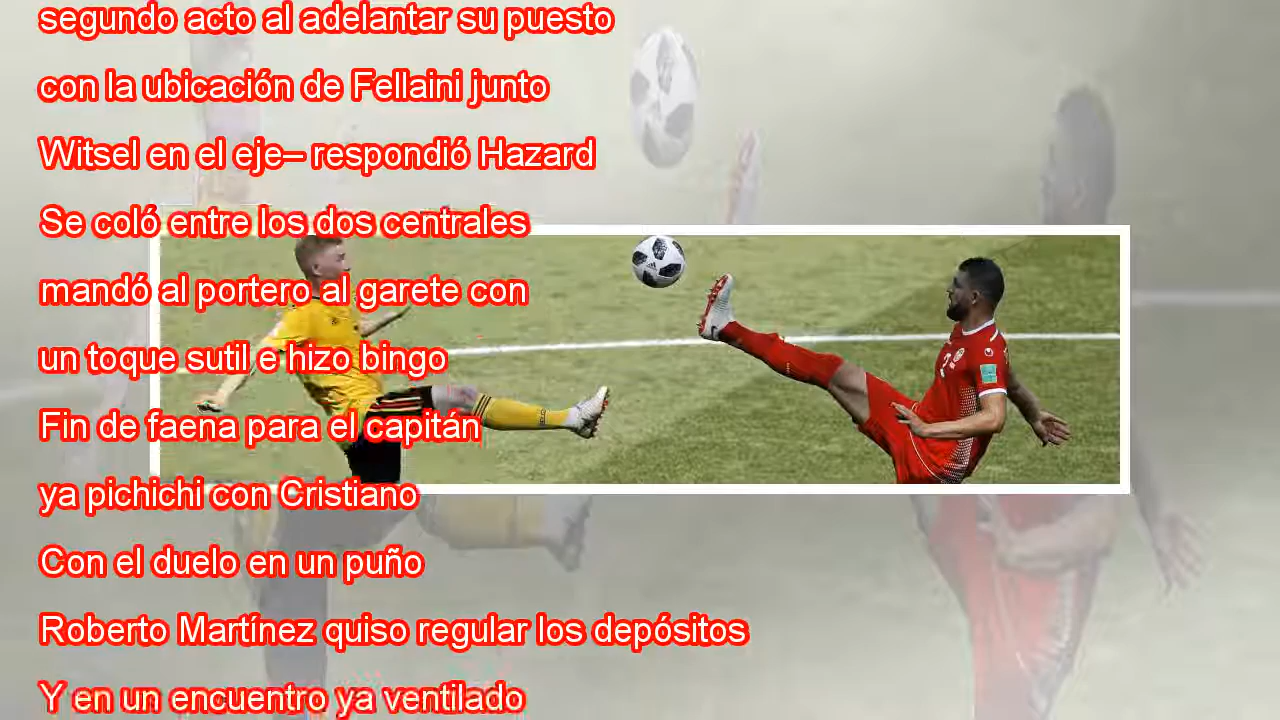 segundo acto al adelantar su puesto
con la ubicación de Fellaini junto
Witsel en el eje– respondió Hazard
Se coló entre los dos centrales
mandó al portero al garete con
un toque sutil e hizo bingo
Fin de faena para el capitán
ya pichichi con Cristiano
Con el duelo en un puño
Roberto Martínez quiso regular los depósitos
Y en un encuentro ya ventilado